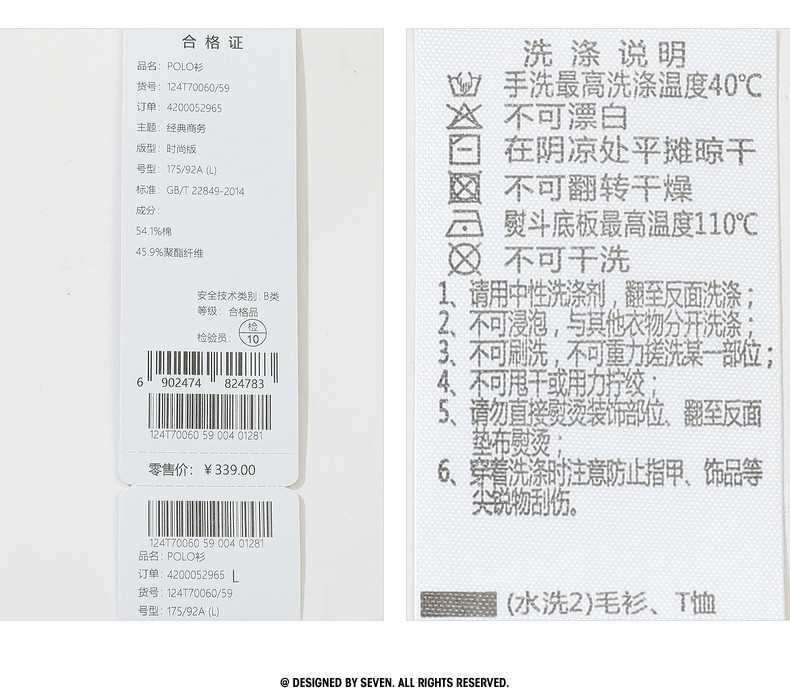 合格证
品名：POLO衫
货号：124T70060/59
订单：4200052965
主题：经典商务
版型：时尚版
号型：175/92A (L)
标准：GB/T 22849-2014
成分：
54.1%棉
45.9%聚酯纤维
安全技术类别：B类
等级：合格品
检验员：检 10
6 902474 824783
124T70060 59 004 01281
零售价：￥339.00
124T70060 59 004 01281
品名：POLO衫
订单：4200052965 L
货号：124T70060/59
号型：175/92A (L)
洗涤说明
手洗最高洗涤温度40℃
不可漂白
在阴凉处平摊晾干
不可翻转干燥
熨斗底板最高温度110℃
不可干洗
1、请用中性洗涤剂，翻至反面洗涤；
2、不可浸泡，与其他衣物分开洗涤；
3、不可刷洗，不可重力搓洗某一部位；
4、不可甩干或用力拧绞；
5、请勿直接熨烫装饰部位、翻至反面
垫布熨烫；
6、穿着洗涤时注意防止指甲、饰品等
尖锐物刮伤。
(水洗2)毛衫、T恤
@ DESIGNED BY SEVEN. ALL RIGHTS RESERVED.